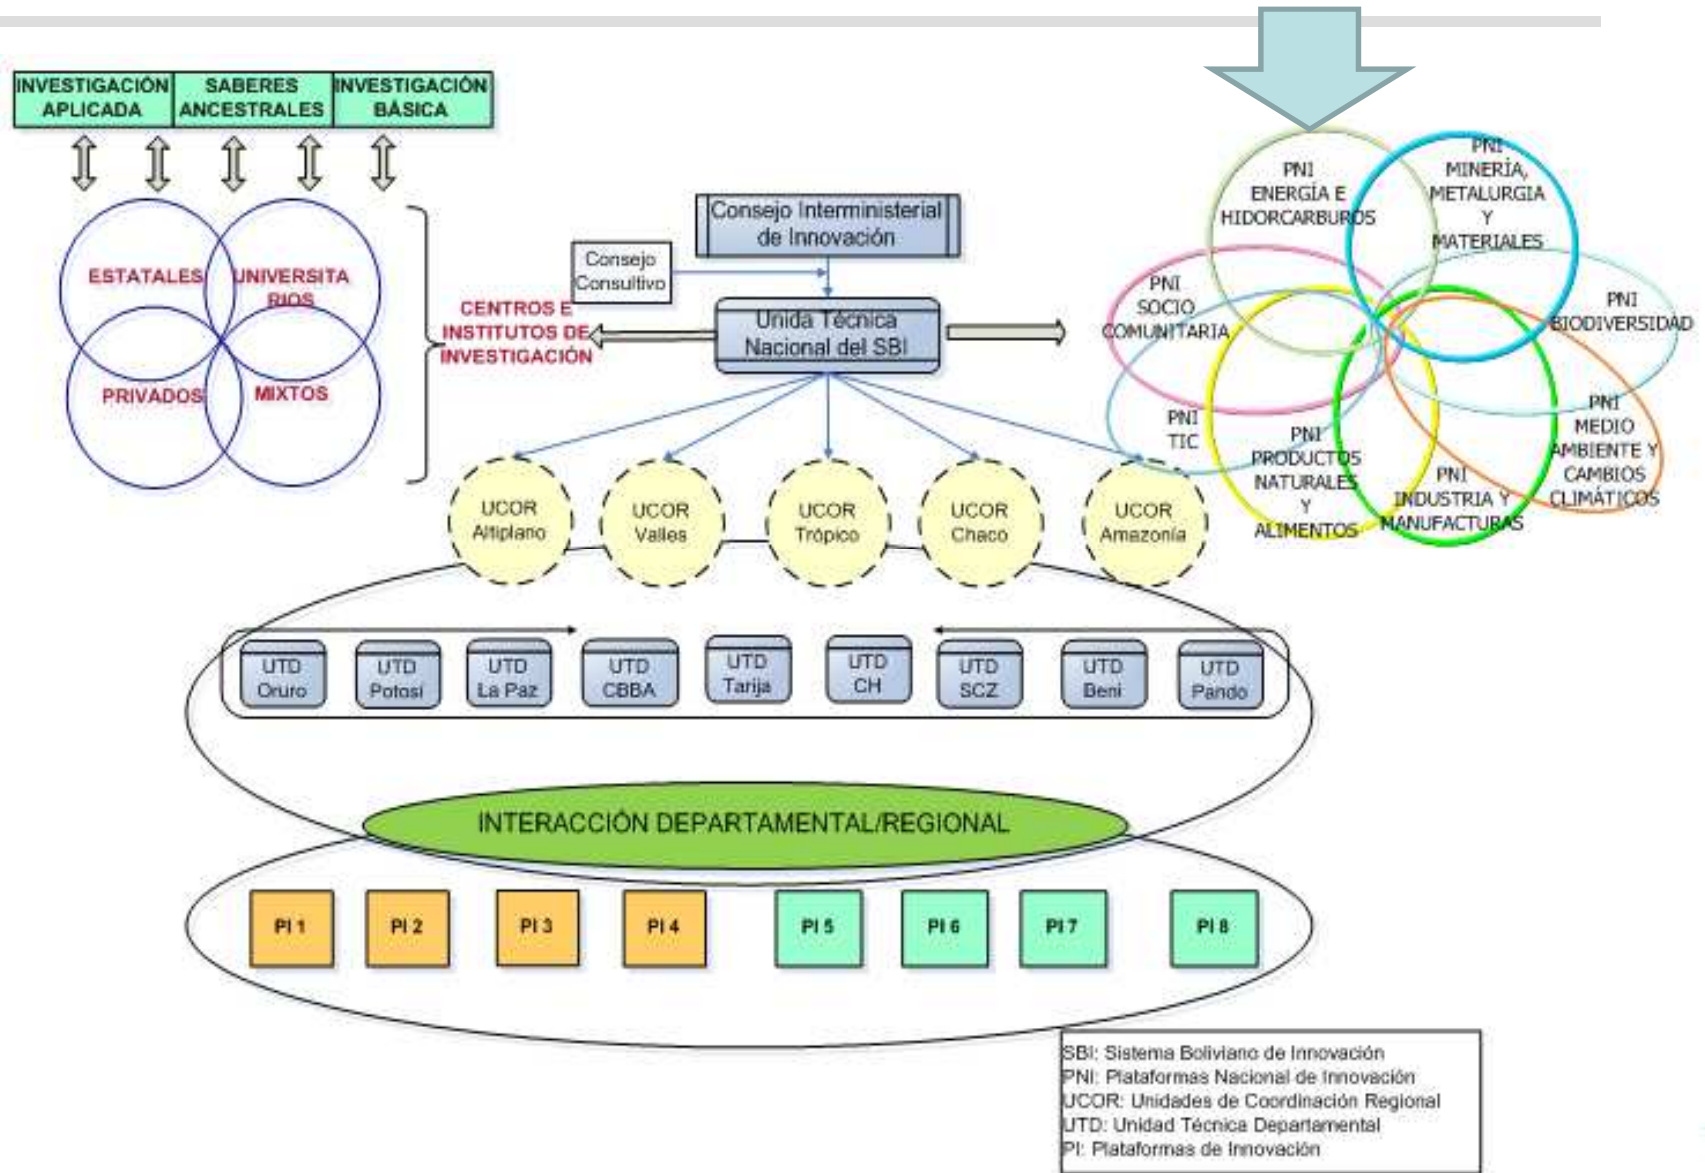 INVESTIGACIÓN
APLICADA
SABERES
ANCESTRALES
INVESTIGACIÓN
BÁSICA
ESTATALES
UNIVERSITA
RIOS
PRIVADOS
MIXTOS
CENTROS E
INSTITUTOS DE
INVESTIGACIÓN
Consejo Interministerial
de Innovación
Consejo
Consultivo
Unida Técnica
Nacional del SBI
PNI
ENERGÍA E
HIDORCARBUROS
PNI
MINERÍA,
METALURGIA
Y
MATERIALES
PNI
SOCIO
COMUNITARIA
PNI
BIODIVERSIDAD
PNI
TIC
PNI
PRODUCTOS
NATURALES
Y
ALIMENTOS
PNI
INDUSTRIA Y
MANUFACTURAS
PNI
MEDIO
AMBIENTE Y
CAMBIOS
CLIMÁTICOS
UCOR
Altiplano
UCOR
Valles
UCOR
Trópico
UCOR
Chaco
UCOR
Amazonía
UTD
Oruro
UTD
Potosí
UTD
La Paz
UTD
CBBA
UTD
Tarija
UTD
CH
UTD
SCZ
UTD
Beni
UTD
Pando
INTERACCIÓN DEPARTAMENTAL/REGIONAL
PI 1
PI 2
PI 3
PI 4
PI 5
PI 6
PI 7
PI 8
SBI: Sistema Boliviano de Innovación
PNI: Plataformas Nacional de Innovación
UCOR: Unidades de Coordinación Regional
UTD: Unidad Técnica Departamental
PI: Plataformas de Innovación